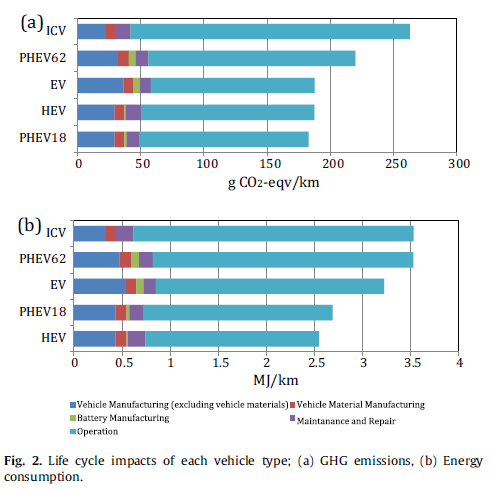 (a)
ICV
PHEV62
EV
HEV
PHEV18
0 50 100 150 200 250 300
g CO2-eqv/km
(b)
ICV
PHEV62
EV
PHEV18
HEV
0 0.5 1 1.5 2 2.5 3 3.5 4
MJ/km
Vehicle Manufacturing (excluding vehicle materials) Vehicle Material Manufacturing
Battery Manufacturing Maintanance and Repair
Operation
Fig. 2. Life cycle impacts of each vehicle type; (a) GHG emissions, (b) Energy
consumption.